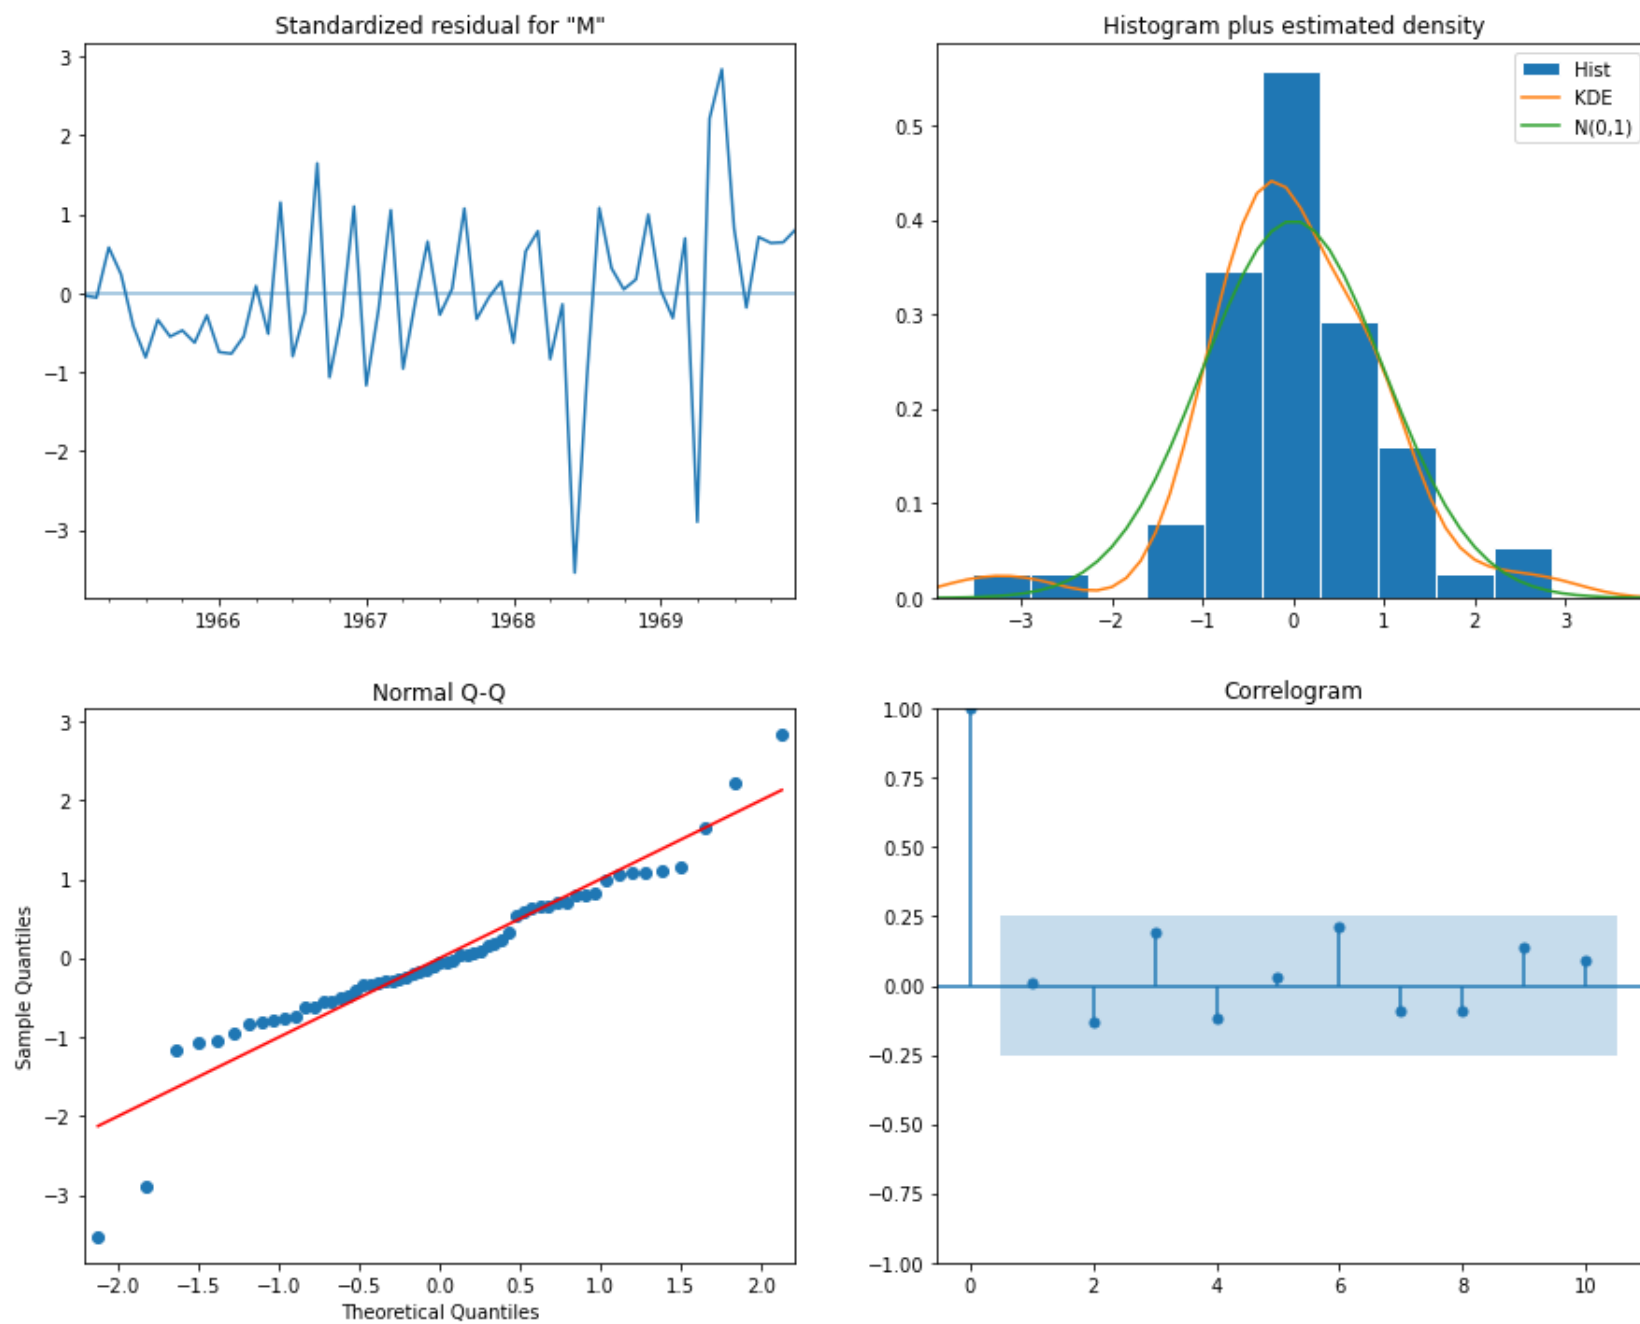 Standardized residual for "M"
3
2
1
0
−1
−2
−3
1966 1967 1968 1969
Histogram plus estimated density
Hist
KDE
N(0,1)
0.5
0.4
0.3
0.2
0.1
0.0
−3 −2 −1 0 1 2 3
Normal Q-Q
Sample Quantiles
3
2
1
0
−1
−2
−3
−2.0 −1.5 −1.0 −0.5 0.0 0.5 1.0 1.5 2.0
Theoretical Quantiles
Correlogram
1.00
0.75
0.50
0.25
0.00
−0.25
−0.50
−0.75
−1.00
0 2 4 6 8 10